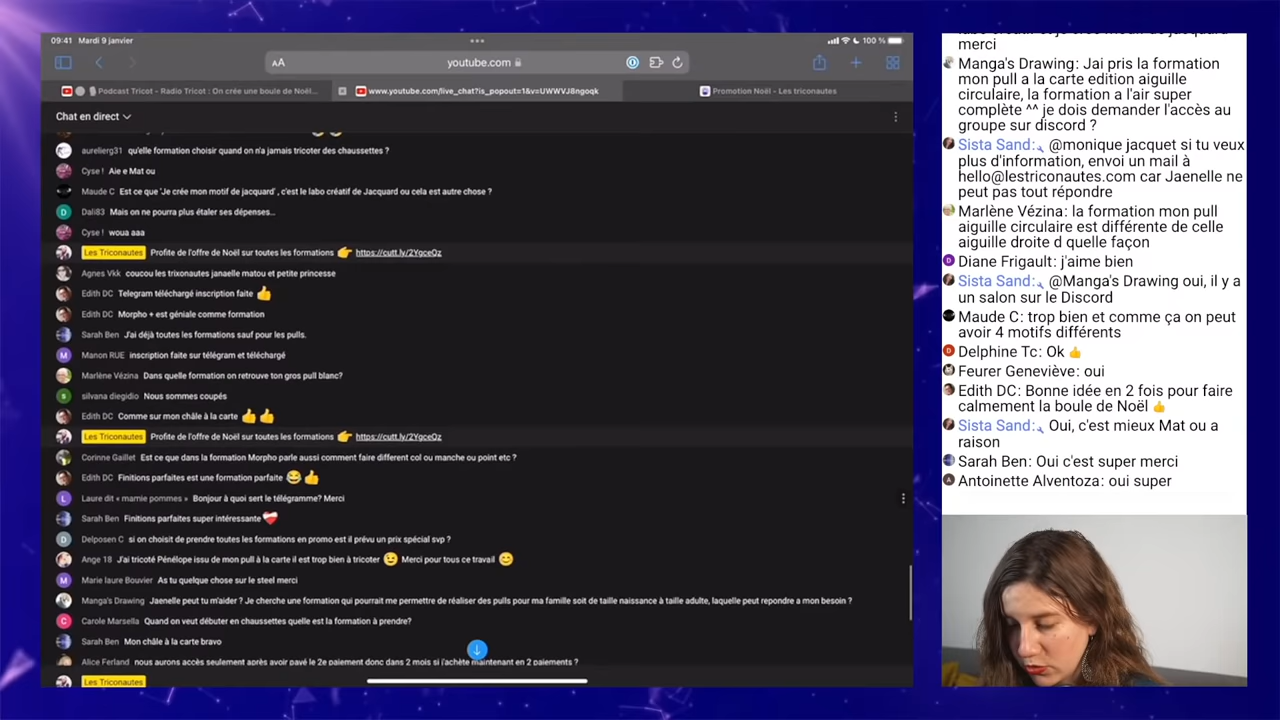 09:41 Mardi 9 janvier
100 %
AA
youtube.com
Podcast Tricot - Radio Tricot : On crée une boule de Noël...
www.youtube.com/live_chat?is_popout=1&v=UWWVJ8ngoqk
Promotion Noël - Les triconautes
Chat en direct
aurelierg31 qu'elle formation choisir quand on n'a jamais tricoter des chaussettes ?
Cyse ! Aie e Mat ou
Maude C Est ce que 'Je crée mon motif de jacquard' , c'est le labo créatif de Jacquard ou cela est autre chose ?
Dali83 Mais on ne pourra plus étaler ses dépenses...
Cyse ! woua aaa
Les Triconautes Profite de l'offre de Noël sur toutes les formations 👉 https://cutt.ly/2YgceQz
Agnes Vkk coucou les trixonautes janaelle matou et petite princesse
Edith DC Telegram téléchargé inscription faite 👍
Edith DC Morpho + est géniale comme formation
Sarah Ben J'ai déjà toutes les formations sauf pour les pulls.
M Manon RUE inscription faite sur télégram et téléchargé
Marlène Vézina Dans quelle formation on retrouve ton gros pull blanc?
s silvana diegidio Nous sommes coupés
Edith DC Comme sur mon châle à la carte 👍 👍
Les Triconautes Profite de l'offre de Noël sur toutes les formations 👉 https://cutt.ly/2YgceQz
Corinne Gaillet Est ce que dans la formation Morpho parle aussi comment faire different col ou manche ou point etc ?
Edith DC Finitions parfaites est une formation parfaite 😂 👍
L Laure dit « mamie pommes » Bonjour à quoi sert le télégramme? Merci
Sarah Ben Finitions parfaites super intéressante ❤️‍🩹
D Delposen C si on choisit de prendre toutes les formations en promo est il prévu un prix spécial svp ?
Ange 18 J'ai tricoté Pénélope issu de mon pull à la carte il est trop bien à tricoter 😉 Merci pour tous ce travail 😊
M Marie laure Bouvier As tu quelque chose sur le steel merci
Manga's Drawing Jaenelle peut tu m'aider ? Je cherche une formation qui pourrait me permettre de réaliser des pulls pour ma famille soit de taille naissance à taille adulte, laquelle peut repondre a mon besoin ?
C Carole Marsella Quand on veut débuter en chaussettes quelle est la formation à prendre?
Sarah Ben Mon châle à la carte bravo
Alice Ferland nous aurons accès seulement après avoir payé le 2e paiement donc dans 2 mois si j'achète maintenant en 2 paiements ?
Les Triconautes
merci
Manga's Drawing: Jai pris la formation
mon pull a la carte edition aiguille
circulaire, la formation a l'air super
complète ^^ je dois demander l'accès au
groupe sur discord ?
Sista Sand: @monique jacquet si tu veux
plus d'information, envoi un mail à
hello@lestriconautes.com car Jaenelle ne
peut pas tout répondre
Marlène Vézina: la formation mon pull
aiguille circulaire est différente de celle
aiguille droite d quelle façon
D Diane Frigault: j'aime bien
Sista Sand: @Manga's Drawing oui, il y a
un salon sur le Discord
Maude C: trop bien et comme ça on peut
avoir 4 motifs différents
D Delphine Tc: Ok 👍
Feurer Geneviève: oui
Edith DC: Bonne idée en 2 fois pour faire
calmement la boule de Noël 👍
Sista Sand: Oui, c'est mieux Mat ou a
raison
Sarah Ben: Oui c'est super merci
A Antoinette Alventoza: oui super